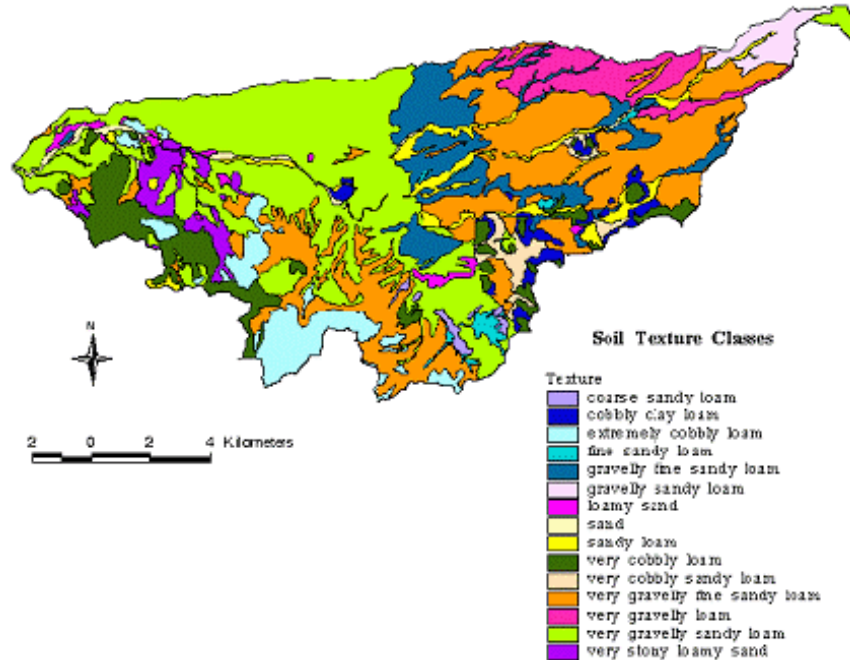 N
Soil Texture Classes
2 0 2 4 Kilometers
Texture
coarse sandy loam
cobbly clay loam
extremely cobbly loam
fine sandy loam
gravelly fine sandy loam
gravelly sandy loam
loamy sand
sand
sandy loam
very cobbly loam
very cobbly sandy loam
very gravelly fine sandy loam
very gravelly loam
very gravelly sandy loam
very stony loamy sand